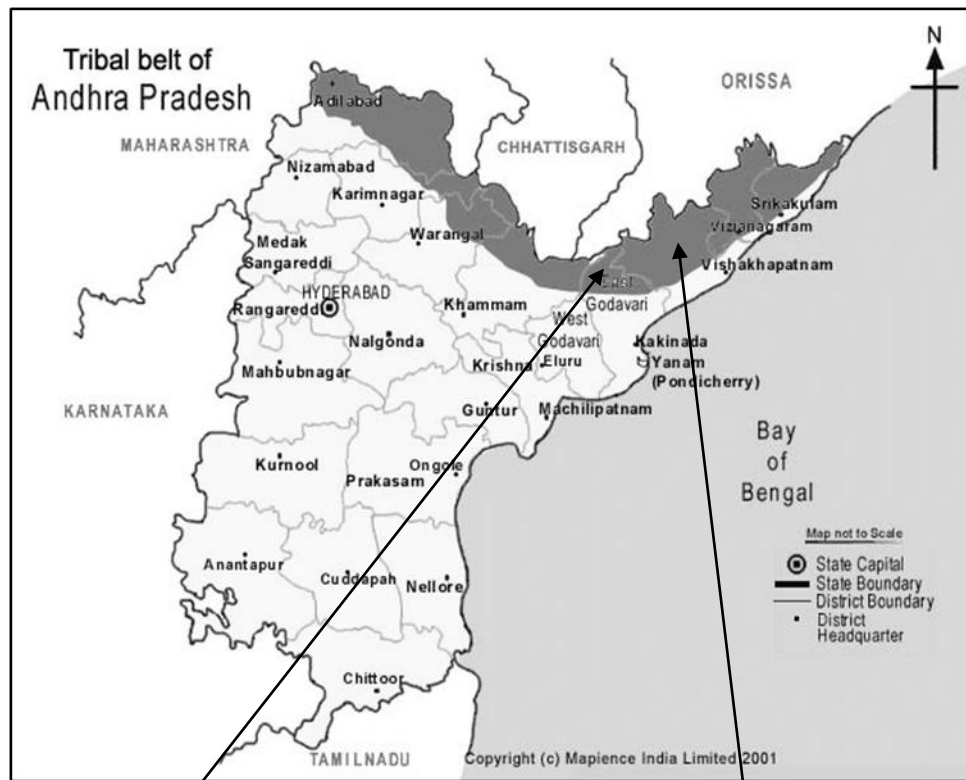 Tribal belt of
Andhra Pradesh
N
ORISSA
Adilabad
MAHARASHTRA
CHHATTISGARH
Nizamabad
Karimnagar
Srikakulam
Vizianagaram
Warangal
Medak
Sangareddi
Vishakhapatnam
East
Godavari
HYDERABAD
Rangareddi
Khammam
West
Godavari
Nalgonda
Kakinada
Krishna
Eluru
Yanam
(Pondicherry)
Mahbubnagar
KARNATAKA
Guntur
Machilipatnam
Bay
of
Bengal
Kurnool
Ongole
Prakasam
Map not to Scale
State Capital
State Boundary
District Boundary
District
Headquarter
Anantapur
Cuddapah
Nellore
Chittoor
TAMILNADU
Copyright (c) Mapience India Limited 2001